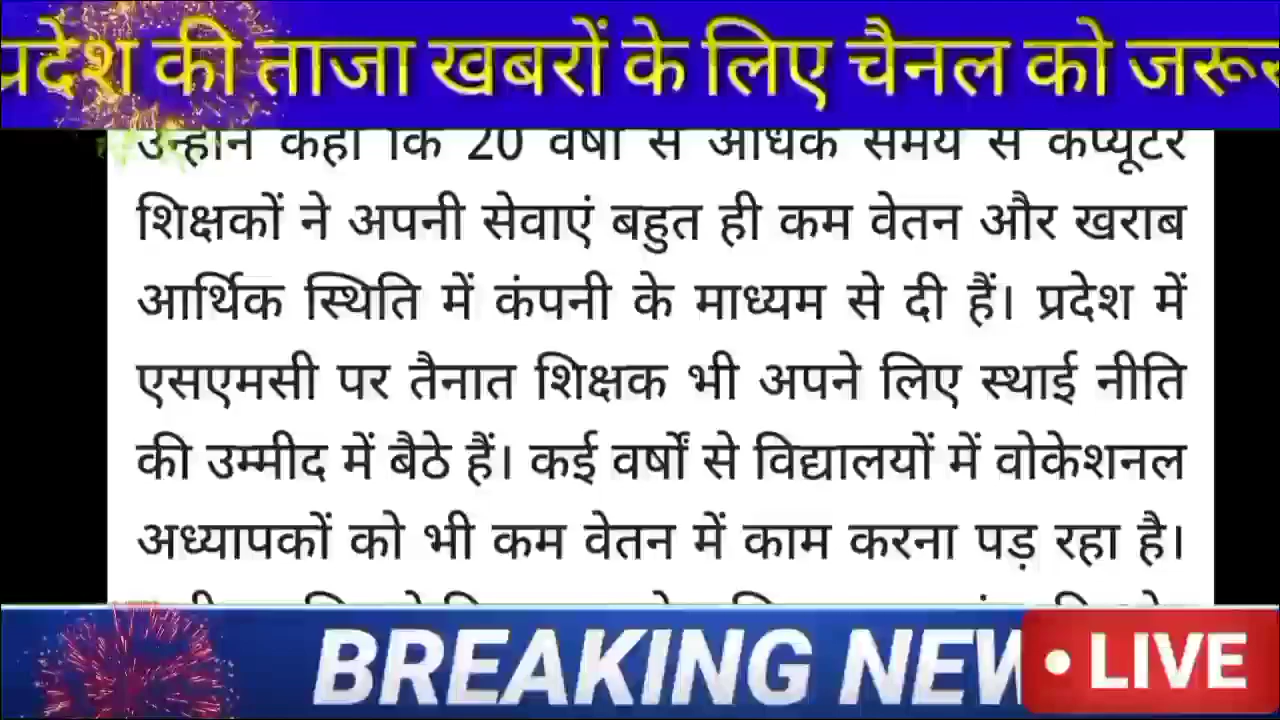 प्रदेश की ताजा खबरों के लिए चैनल को जरूर
उन्होंने कहा कि 20 वर्षों से अधिक समय से कंप्यूटर
शिक्षकों ने अपनी सेवाएं बहुत ही कम वेतन और खराब
आर्थिक स्थिति में कंपनी के माध्यम से दी हैं। प्रदेश में
एसएमसी पर तैनात शिक्षक भी अपने लिए स्थाई नीति
की उम्मीद में बैठे हैं। कई वर्षों से विद्यालयों में वोकेशनल
अध्यापकों को भी कम वेतन में काम करना पड़ रहा है।
BREAKING NEW
• LIVE